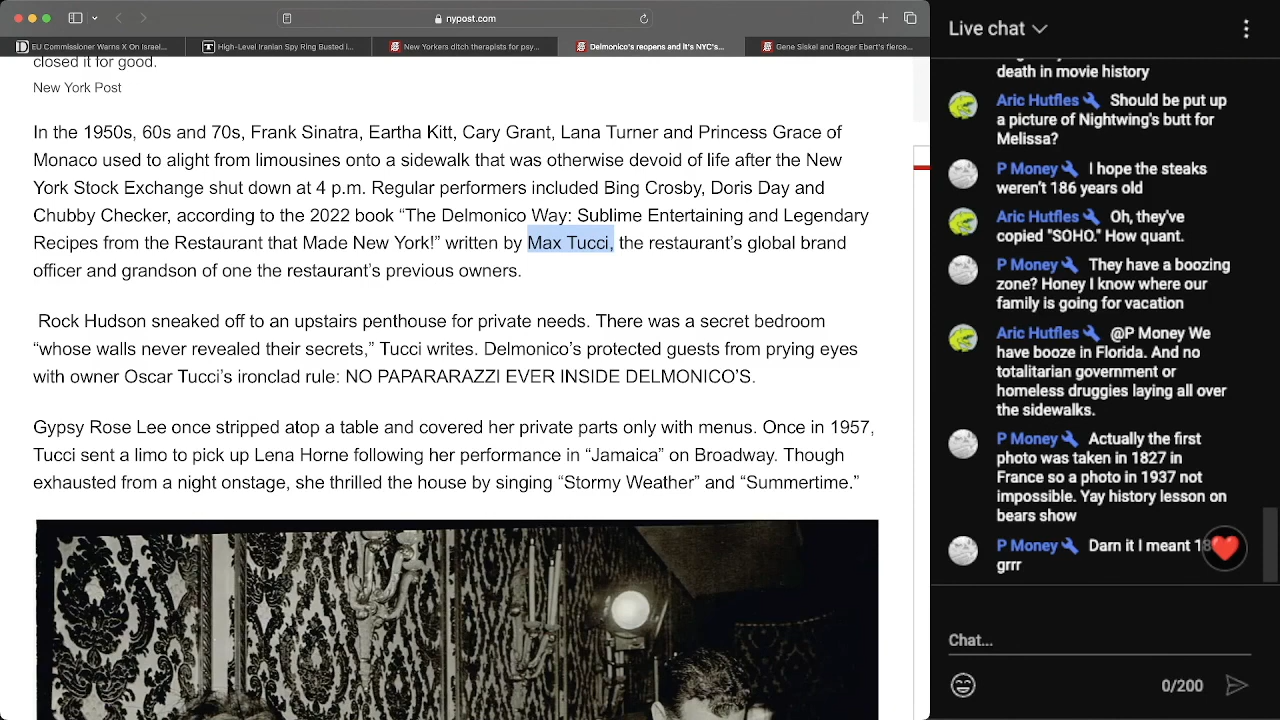 nypost.com
EU Commissioner Warns X On Israel...
High-Level Iranian Spy Ring Busted i...
New Yorkers ditch therapists for psy...
Delmonico's reopens and it's NYC's...
Gene Siskel and Roger Ebert's fierce...
closed it for good.
New York Post
In the 1950s, 60s and 70s, Frank Sinatra, Eartha Kitt, Cary Grant, Lana Turner and Princess Grace of
Monaco used to alight from limousines onto a sidewalk that was otherwise devoid of life after the New
York Stock Exchange shut down at 4 p.m. Regular performers included Bing Crosby, Doris Day and
Chubby Checker, according to the 2022 book “The Delmonico Way: Sublime Entertaining and Legendary
Recipes from the Restaurant that Made New York!” written by Max Tucci, the restaurant’s global brand
officer and grandson of one the restaurant’s previous owners.
Rock Hudson sneaked off to an upstairs penthouse for private needs. There was a secret bedroom
“whose walls never revealed their secrets,” Tucci writes. Delmonico’s protected guests from prying eyes
with owner Oscar Tucci’s ironclad rule: NO PAPARARAZZI EVER INSIDE DELMONICO’S.
Gypsy Rose Lee once stripped atop a table and covered her private parts only with menus. Once in 1957,
Tucci sent a limo to pick up Lena Horne following her performance in “Jamaica” on Broadway. Though
exhausted from a night onstage, she thrilled the house by singing “Stormy Weather” and “Summertime.”
Live chat
death in movie history
Aric Hutfles Should be put up
a picture of Nightwing's butt for
Melissa?
P Money I hope the steaks
weren't 186 years old
Aric Hutfles Oh, they've
copied "SOHO." How quant.
P Money They have a boozing
zone? Honey I know where our
family is going for vacation
Aric Hutfles @P Money We
have booze in Florida. And no
totalitarian government or
homeless druggies laying all over
the sidewalks.
P Money Actually the first
photo was taken in 1827 in
France so a photo in 1937 not
impossible. Yay history lesson on
bears show
P Money Darn it I meant
grrr
Chat...
0/200